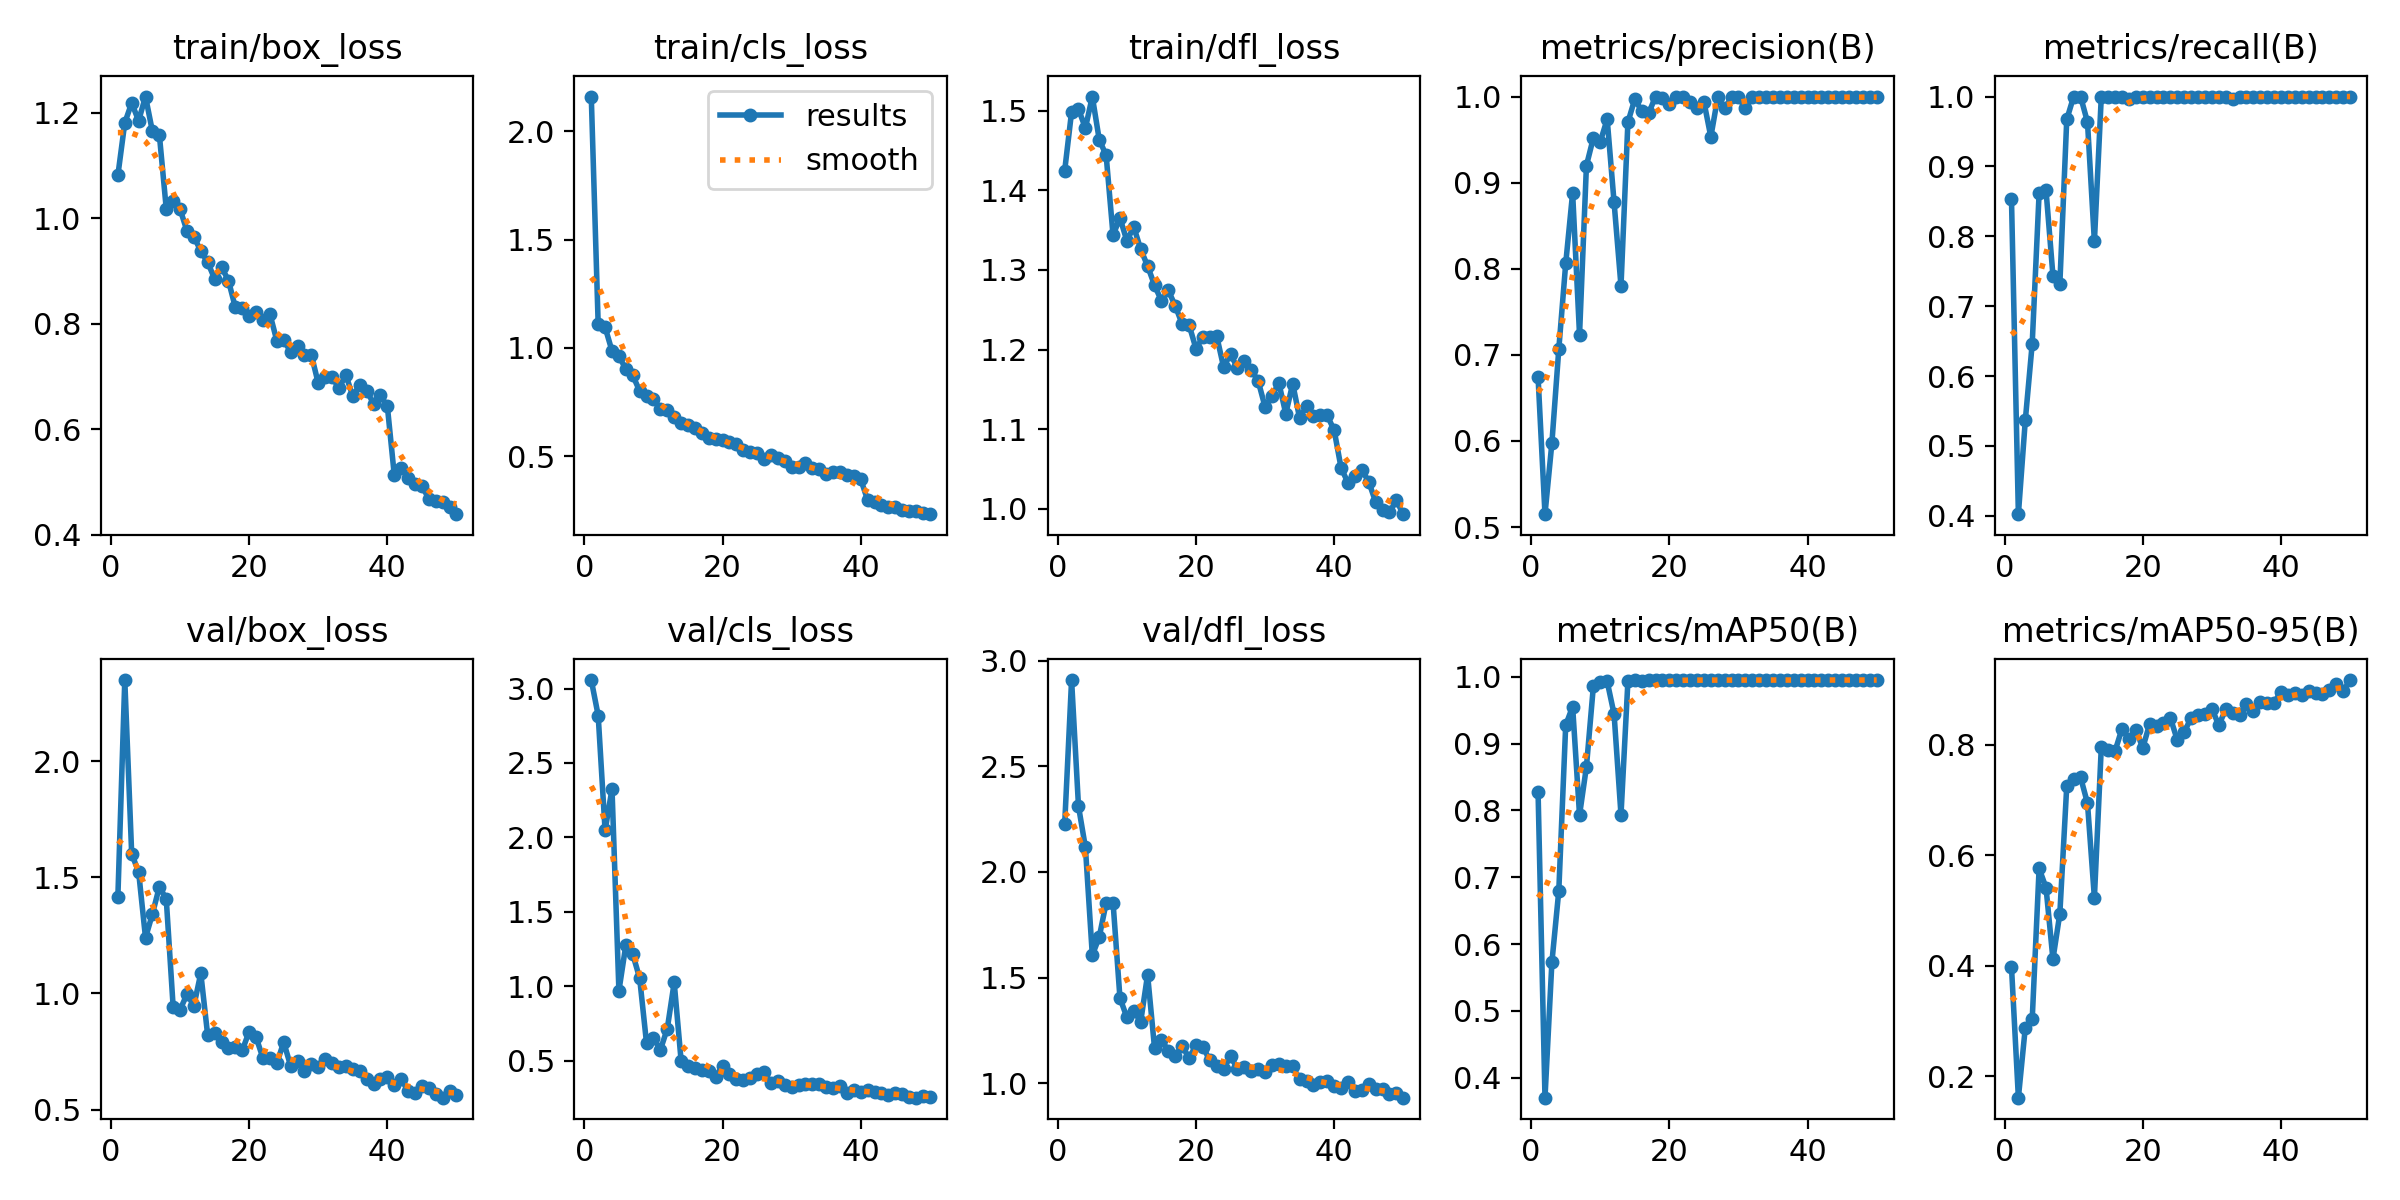 train/box_loss
1.2
1.0
0.8
0.6
0.4
0 20 40
train/cls_loss
results
smooth
2.0
1.5
1.0
0.5
0 20 40
train/dfl_loss
1.5
1.4
1.3
1.2
1.1
1.0
0 20 40
metrics/precision(B)
1.0
0.9
0.8
0.7
0.6
0.5
0 20 40
metrics/recall(B)
1.0
0.9
0.8
0.7
0.6
0.5
0.4
0 20 40
val/box_loss
2.0
1.5
1.0
0.5
0 20 40
val/cls_loss
3.0
2.5
2.0
1.5
1.0
0.5
0 20 40
val/dfl_loss
3.0
2.5
2.0
1.5
1.0
0 20 40
metrics/mAP50(B)
1.0
0.9
0.8
0.7
0.6
0.5
0.4
0 20 40
metrics/mAP50-95(B)
0.8
0.6
0.4
0.2
0 20 40